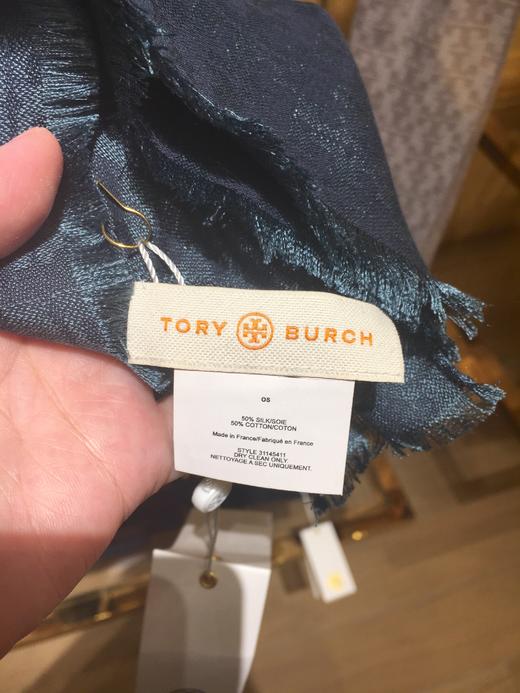 TORY BURCH
OS
50% SILK/SOIE
50% COTTON/COTON
Made in France/Fabriqué en France
STYLE 31145411
DRY CLEAN ONLY
NETTOYAGE A SEC UNIQUEMENT.